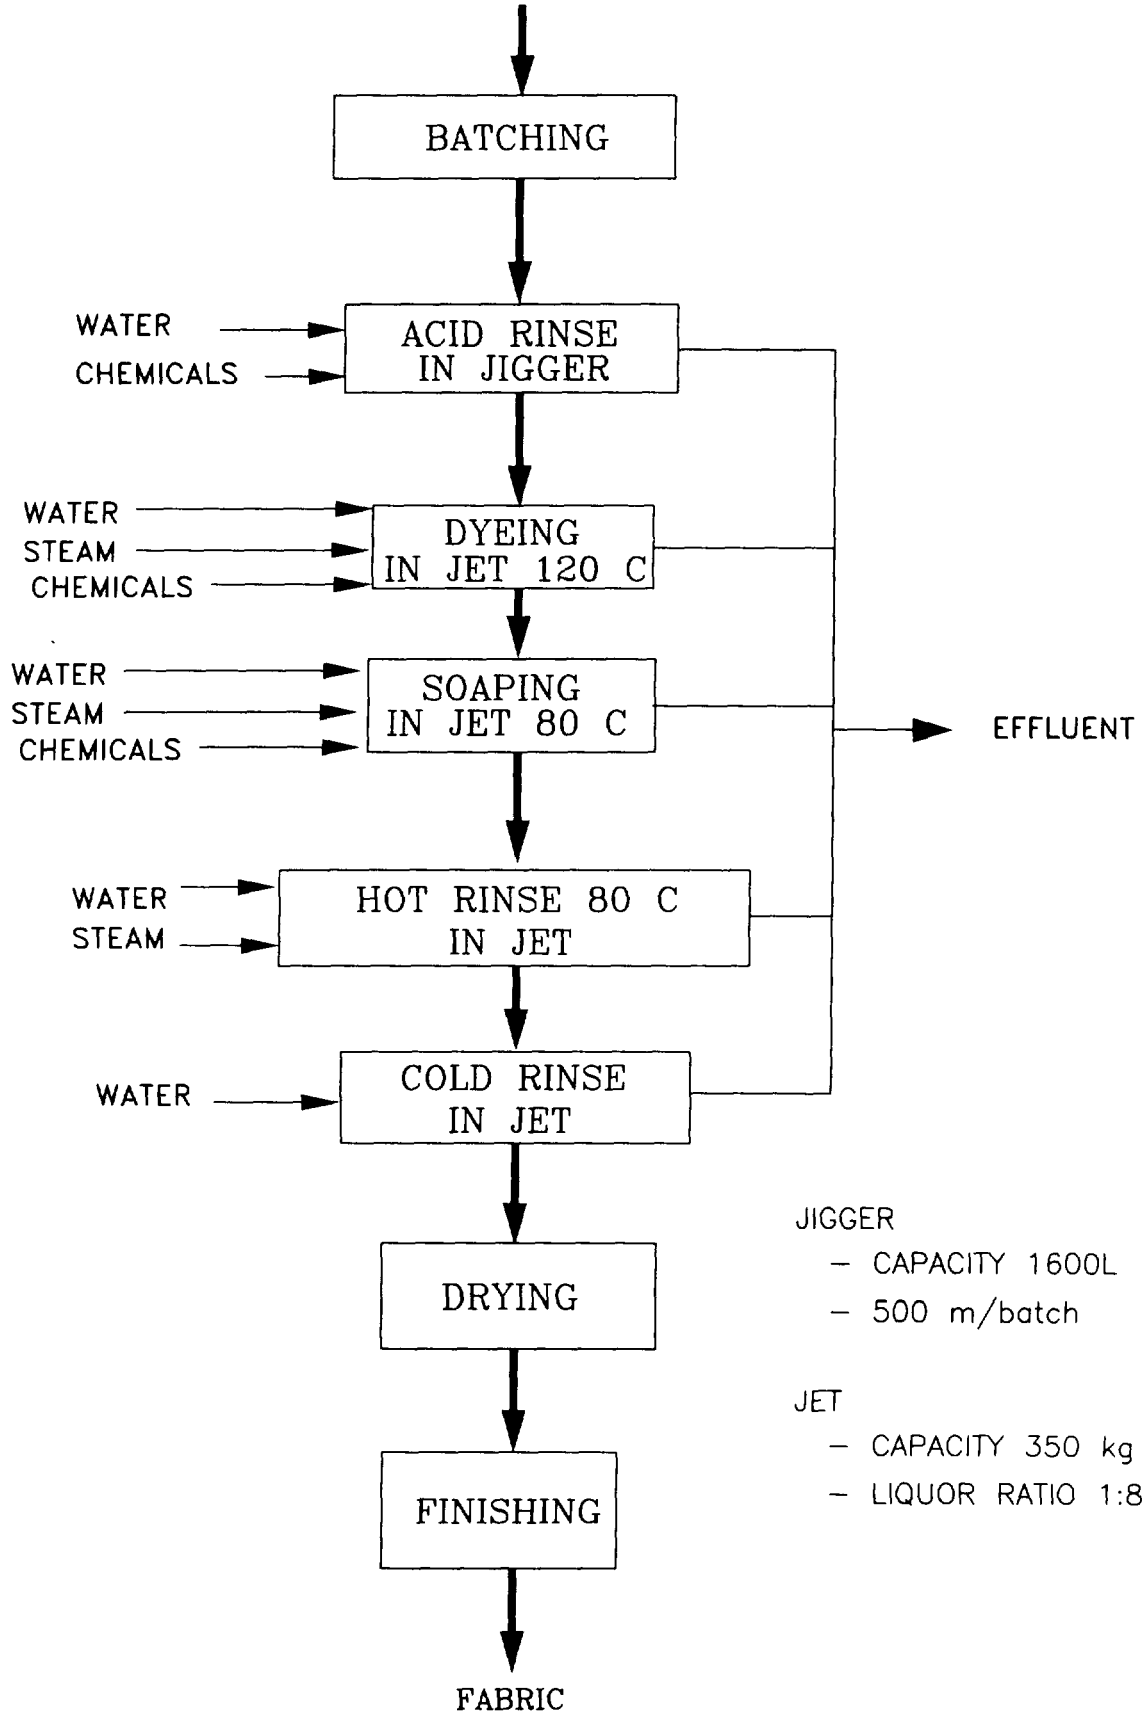 BATCHING
WATER
CHEMICALS
ACID RINSE
IN JIGGER
WATER
STEAM
CHEMICALS
DYEING
IN JET 120 C
WATER
STEAM
CHEMICALS
SOAPING
IN JET 80 C
EFFLUENT
WATER
STEAM
HOT RINSE 80 C
IN JET
WATER
COLD RINSE
IN JET
DRYING
JIGGER
– CAPACITY 1600L
– 500 m/batch
JET
– CAPACITY 350 kg
– LIQUOR RATIO 1:8
FINISHING
FABRIC